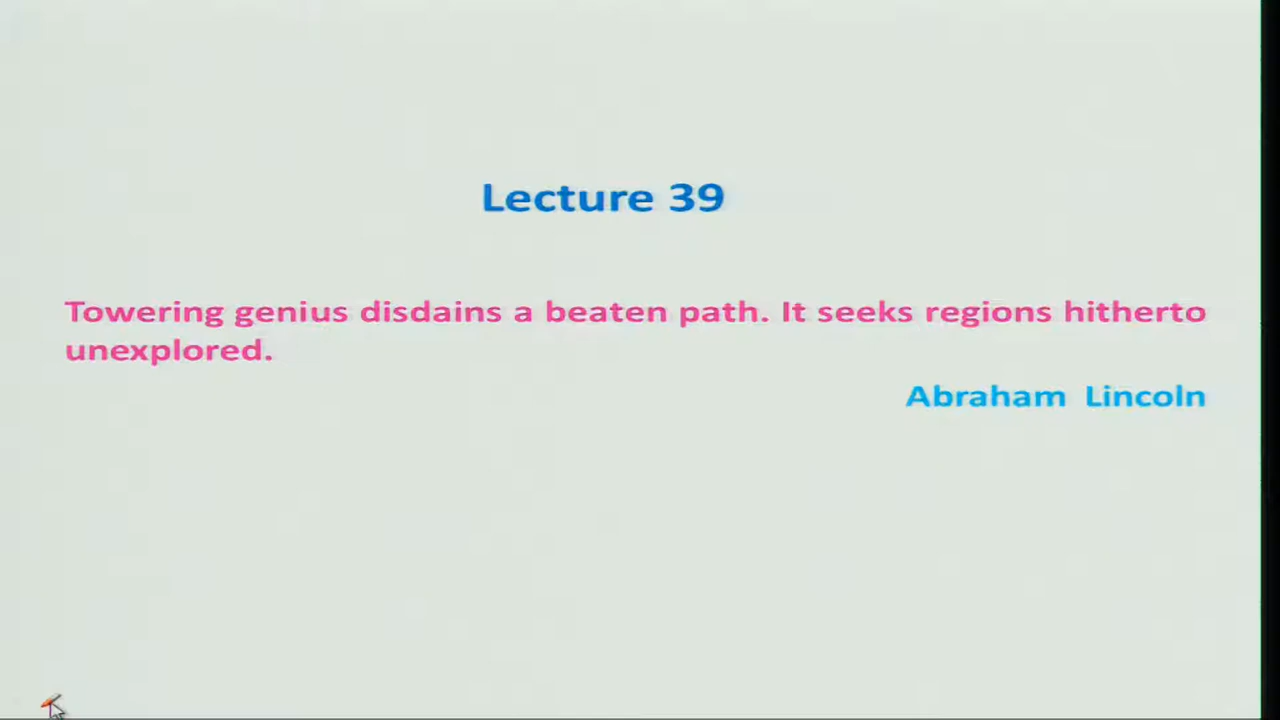 Lecture 39
Towering genius disdains a beaten path. It seeks regions hitherto
unexplored.
Abraham Lincoln